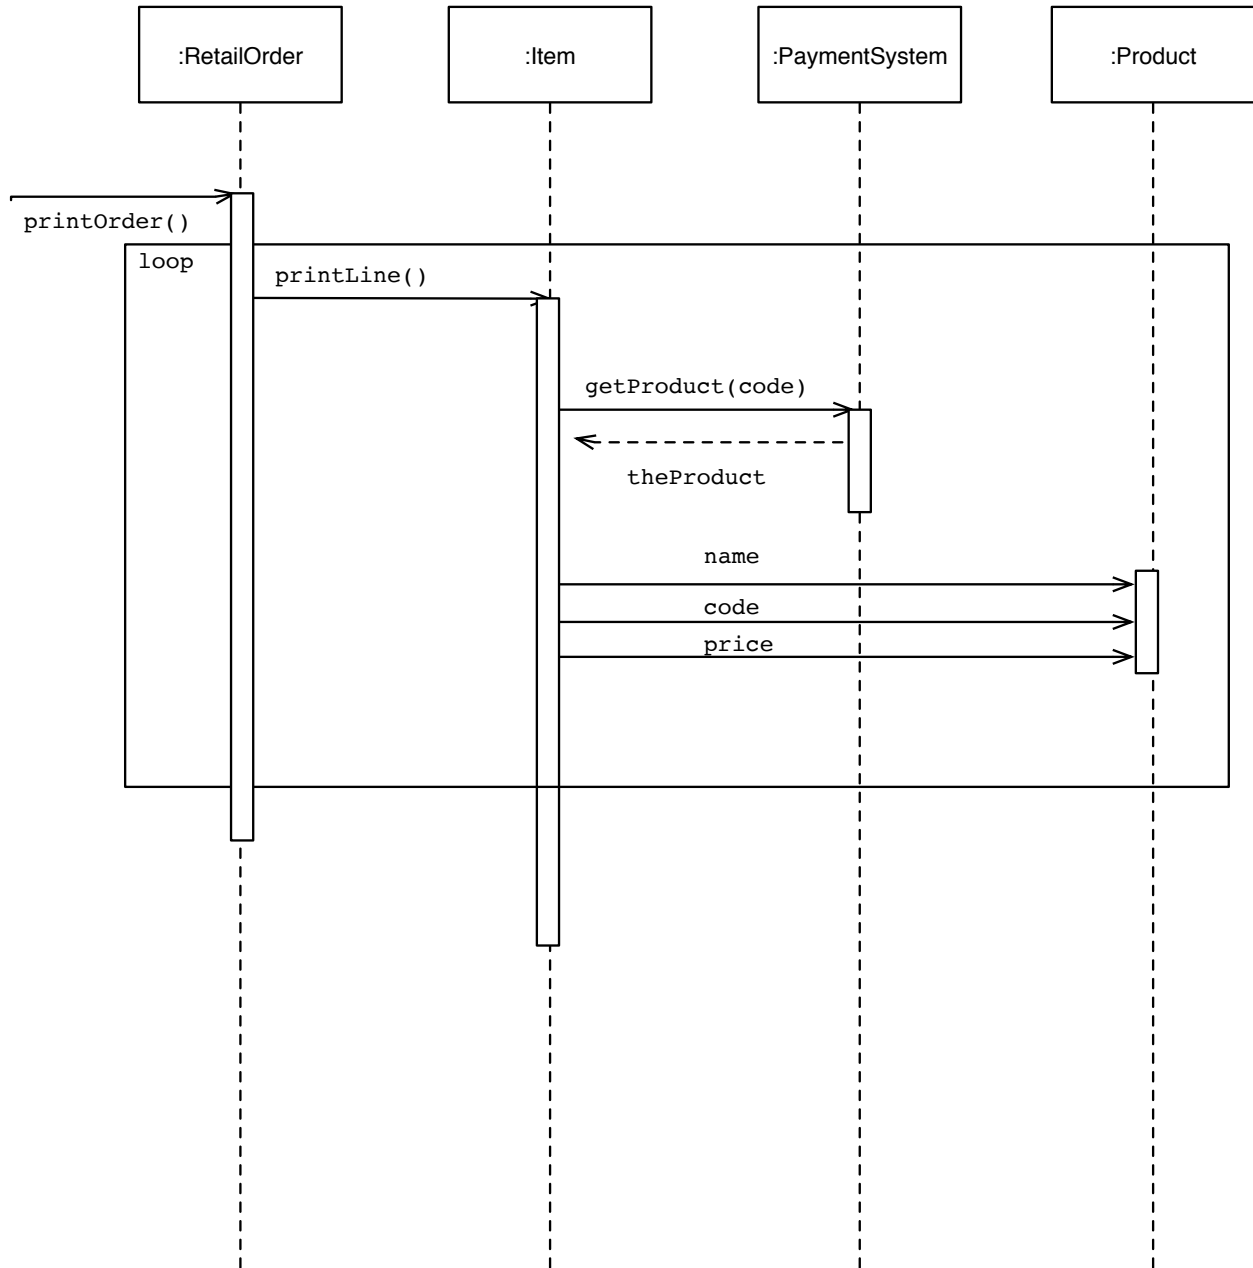 :RetailOrder
:Item
:PaymentSystem
:Product
printOrder()
loop
printLine()
getProduct(code)
theProduct
name
code
price